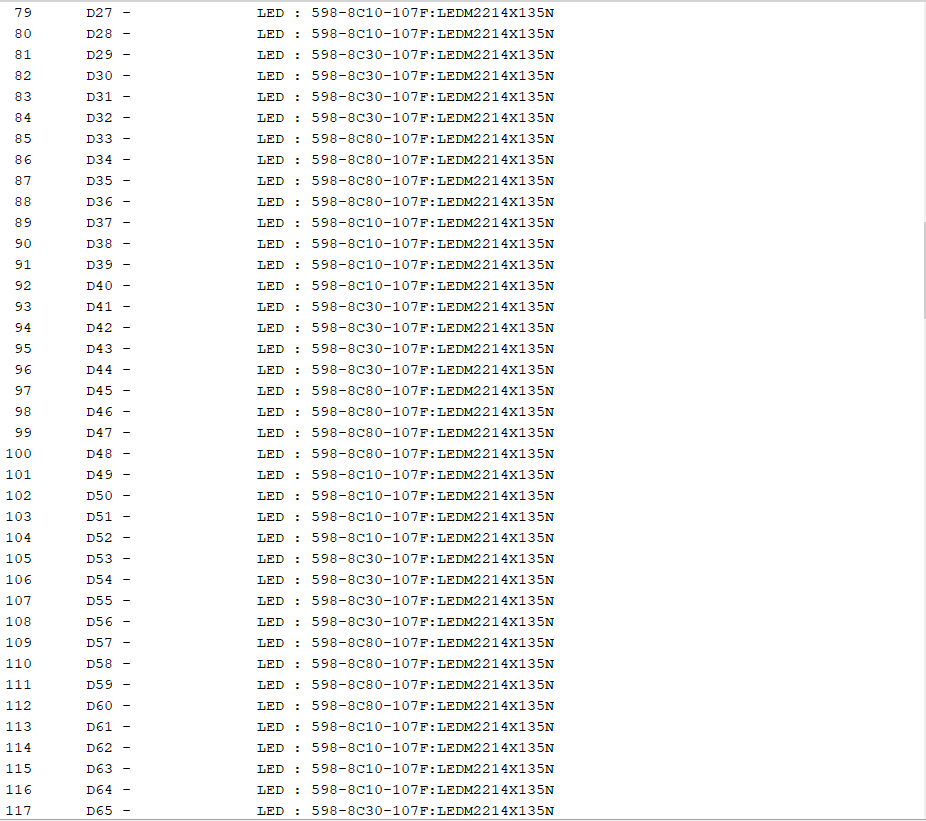 79 D27 - LED : 598-8C10-107F:LEDM2214X135N
80 D28 - LED : 598-8C10-107F:LEDM2214X135N
81 D29 - LED : 598-8C30-107F:LEDM2214X135N
82 D30 - LED : 598-8C30-107F:LEDM2214X135N
83 D31 - LED : 598-8C30-107F:LEDM2214X135N
84 D32 - LED : 598-8C30-107F:LEDM2214X135N
85 D33 - LED : 598-8C80-107F:LEDM2214X135N
86 D34 - LED : 598-8C80-107F:LEDM2214X135N
87 D35 - LED : 598-8C80-107F:LEDM2214X135N
88 D36 - LED : 598-8C80-107F:LEDM2214X135N
89 D37 - LED : 598-8C10-107F:LEDM2214X135N
90 D38 - LED : 598-8C10-107F:LEDM2214X135N
91 D39 - LED : 598-8C10-107F:LEDM2214X135N
92 D40 - LED : 598-8C10-107F:LEDM2214X135N
93 D41 - LED : 598-8C30-107F:LEDM2214X135N
94 D42 - LED : 598-8C30-107F:LEDM2214X135N
95 D43 - LED : 598-8C30-107F:LEDM2214X135N
96 D44 - LED : 598-8C30-107F:LEDM2214X135N
97 D45 - LED : 598-8C80-107F:LEDM2214X135N
98 D46 - LED : 598-8C80-107F:LEDM2214X135N
99 D47 - LED : 598-8C80-107F:LEDM2214X135N
100 D48 - LED : 598-8C80-107F:LEDM2214X135N
101 D49 - LED : 598-8C10-107F:LEDM2214X135N
102 D50 - LED : 598-8C10-107F:LEDM2214X135N
103 D51 - LED : 598-8C10-107F:LEDM2214X135N
104 D52 - LED : 598-8C10-107F:LEDM2214X135N
105 D53 - LED : 598-8C30-107F:LEDM2214X135N
106 D54 - LED : 598-8C30-107F:LEDM2214X135N
107 D55 - LED : 598-8C30-107F:LEDM2214X135N
108 D56 - LED : 598-8C30-107F:LEDM2214X135N
109 D57 - LED : 598-8C80-107F:LEDM2214X135N
110 D58 - LED : 598-8C80-107F:LEDM2214X135N
111 D59 - LED : 598-8C80-107F:LEDM2214X135N
112 D60 - LED : 598-8C80-107F:LEDM2214X135N
113 D61 - LED : 598-8C10-107F:LEDM2214X135N
114 D62 - LED : 598-8C10-107F:LEDM2214X135N
115 D63 - LED : 598-8C10-107F:LEDM2214X135N
116 D64 - LED : 598-8C10-107F:LEDM2214X135N
117 D65 - LED : 598-8C30-107F:LEDM2214X135N